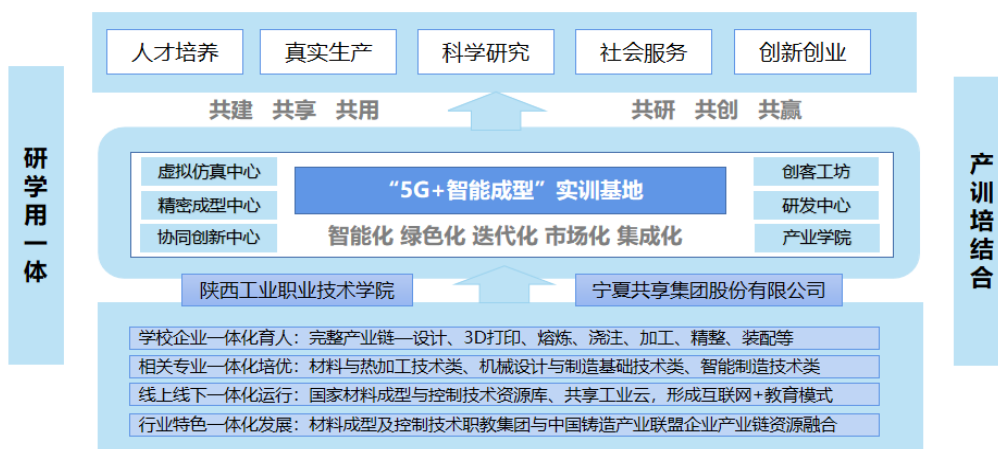 人才培养 真实生产 科学研究 社会服务 创新创业
共建 共享 共用 共研 共创 共赢
研学用一体
虚拟仿真中心
精密成型中心
协同创新中心
“5G+智能成型”实训基地
智能化 绿色化 迭代化 市场化 集成化
创客工坊
研发中心
产业学院
产训培结合
陕西工业职业技术学院 宁夏共享集团股份有限公司
学校企业一体化育人：完整产业链—设计、3D打印、熔炼、浇注、加工、精整、装配等
相关专业一体化培优：材料与热加工技术类、机械设计与制造基础技术类、智能制造技术类
线上线下一体化运行：国家材料成型与控制技术资源库、共享工业云，形成互联网+教育模式
行业特色一体化发展：材料成型及控制技术职教集团与中国铸造产业联盟企业产业链资源融合